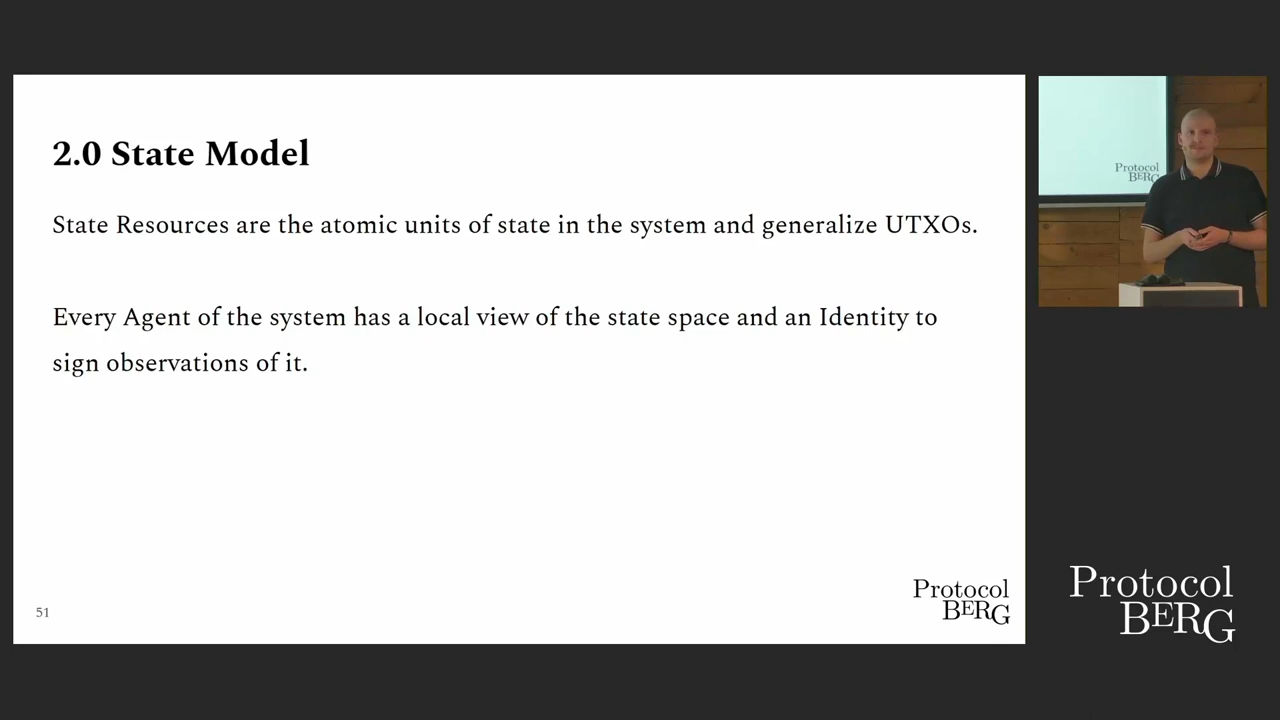 2.0 State Model
State Resources are the atomic units of state in the system and generalize UTXOs.
Every Agent of the system has a local view of the state space and an Identity to
sign observations of it.
51
Protocol
BERG
Protocol
BERG
Protocol
BERG